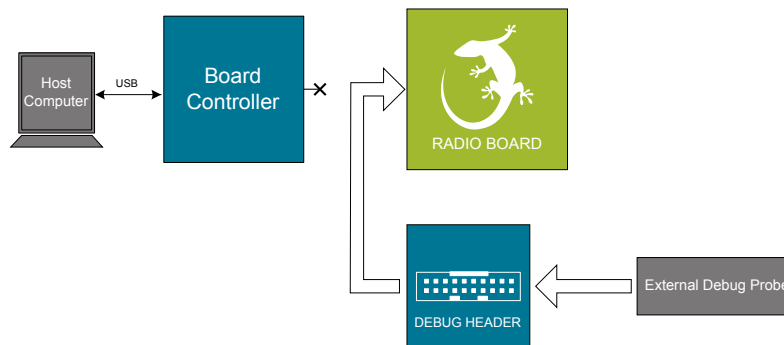 Host
Computer
USB
Board
Controller
RADIO BOARD
DEBUG HEADER
External Debug Probe